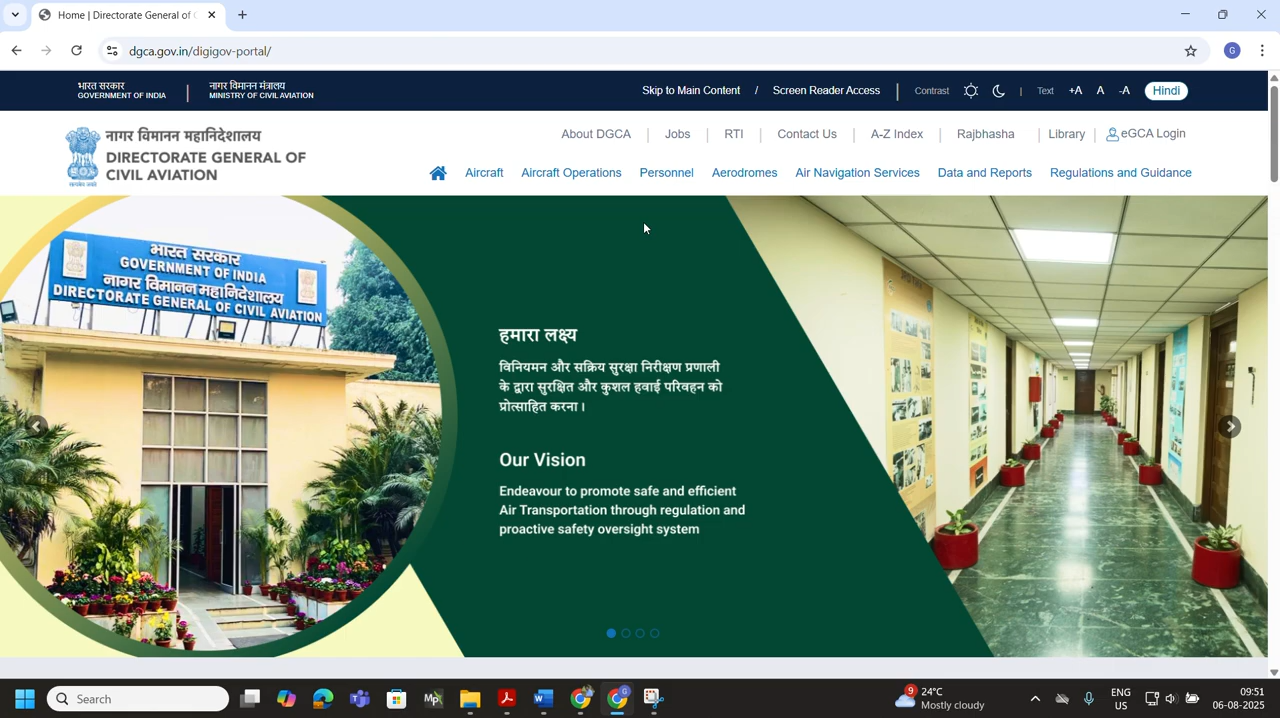 Home | Directorate General of
dgca.gov.in/digigov-portal/
G
भारत सरकार
GOVERNMENT OF INDIA
नागर विमानन मंत्रालय
MINISTRY OF CIVIL AVIATION
Skip to Main Content / Screen Reader Access | Contrast | Text +A A -A Hindi
नागर विमानन महानिदेशालय
DIRECTORATE GENERAL OF
CIVIL AVIATION
सत्यमेव जयते
About DGCA | Jobs | RTI | Contact Us | A-Z Index | Rajbhasha | Library | eGCA Login
Aircraft Aircraft Operations Personnel Aerodromes Air Navigation Services Data and Reports Regulations and Guidance
भारत सरकार
GOVERNMENT OF INDIA
नागर विमानन महानिदेशालय
DIRECTORATE GENERAL OF CIVIL AVIATION
हमारा लक्ष्य
विनियमन और सक्रिय सुरक्षा निरीक्षण प्रणाली
के द्वारा सुरक्षित और कुशल हवाई परिवहन को
प्रोत्साहित करना।
Our Vision
Endeavour to promote safe and efficient
Air Transportation through regulation and
proactive safety oversight system
Search
9
24°C
Mostly cloudy
ENG
US
09:51
06-08-2025